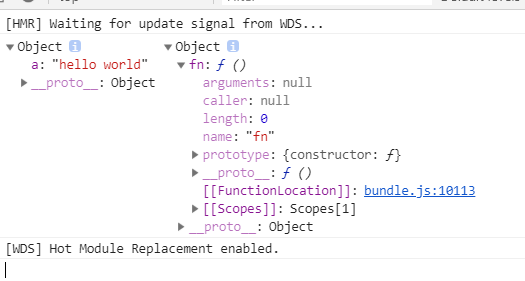 [HMR] Waiting for update signal from WDS...
▼Object i ▼Object i
a: "hello world" ▼fn: ƒ ()
▶__proto__: Object arguments: null
caller: null
length: 0
name: "fn"
▶prototype: {constructor: ƒ}
▶__proto__: ƒ ()
[[FunctionLocation]]: bundle.js:10113
▶[[Scopes]]: Scopes[1]
▶__proto__: Object
[WDS] Hot Module Replacement enabled.